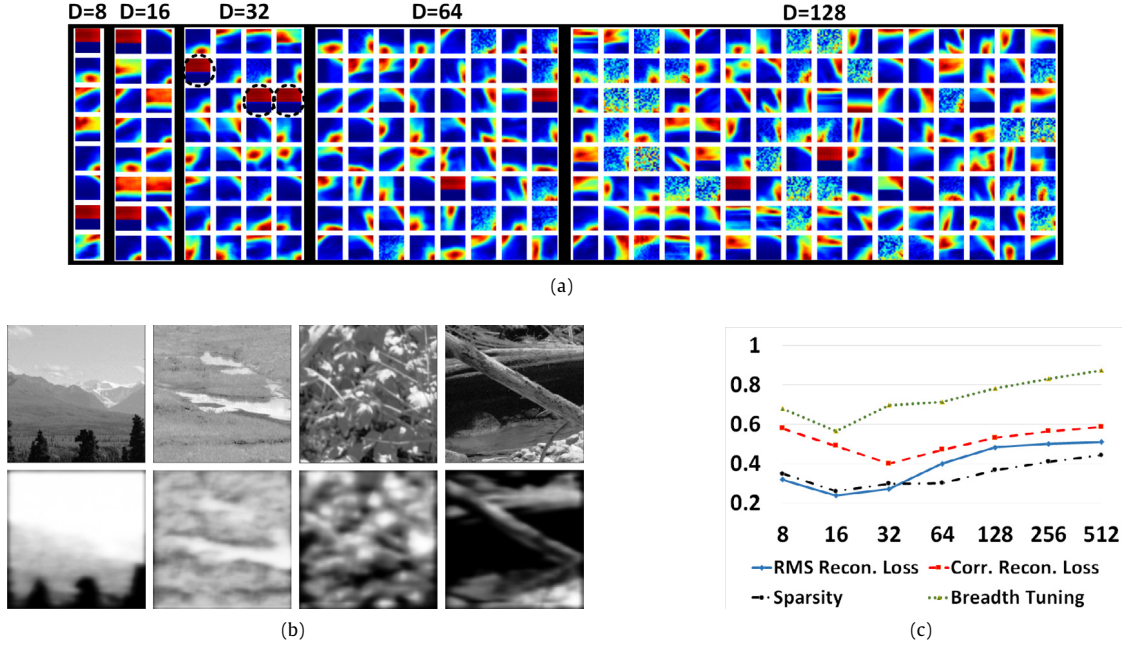 D=8 D=16 D=32 D=64 D=128
(a)
1
0.8
0.6
0.4
0.2
8 16 32 64 128 256 512
RMS Recon. Loss Corr. Recon. Loss
Sparsity Breadth Tuning
(b) (c)